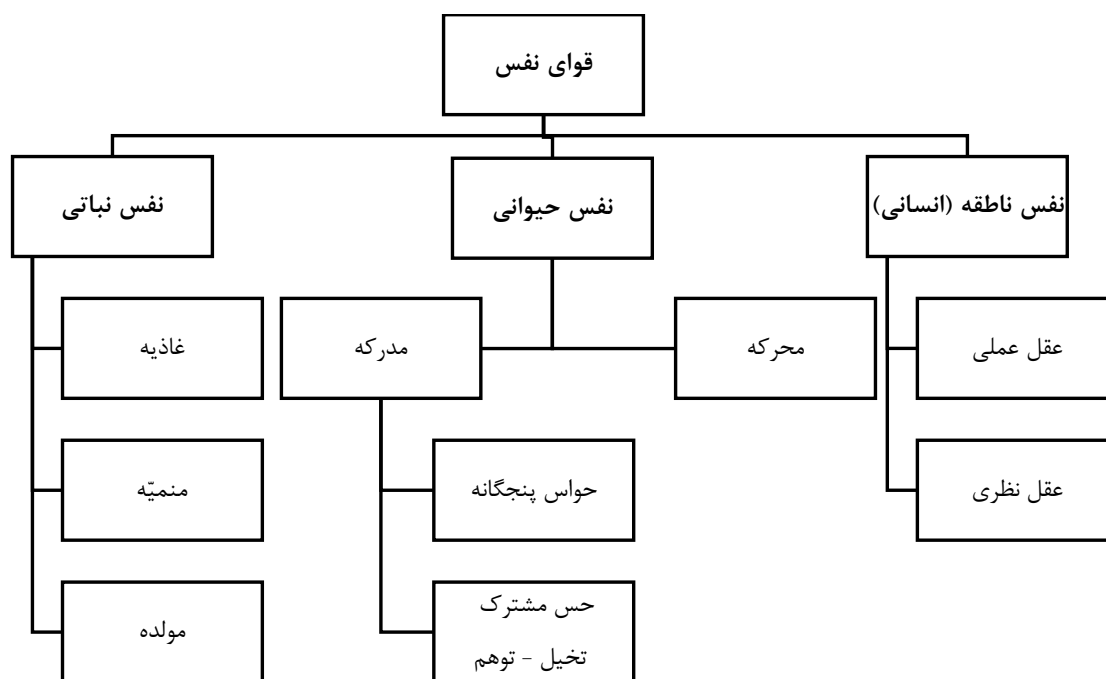 قوای نفس
نفس ناطقه (انسانی)
نفس حیوانی
نفس نباتی
عقل عملی
محرکه
مدرکه
غاذیه
عقل نظری
حواس پنجگانه
منمیّه
حس مشترک
تخیل - توهم
مولده